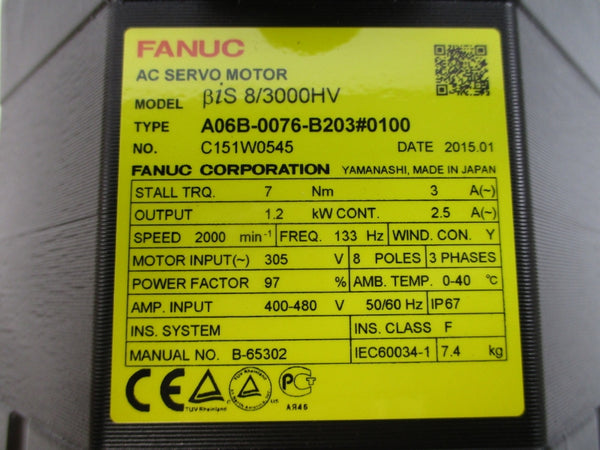 FANUC
AC SERVO MOTOR
MODEL βiS 8/3000HV
TYPE A06B-0076-B203#0100
NO. C151W0545 DATE 2015.01
FANUC CORPORATION YAMANASHI, MADE IN JAPAN
STALL TRQ. 7 Nm 3 A(~)
OUTPUT 1.2 kW CONT. 2.5 A(~)
SPEED 2000 min⁻¹ FREQ. 133 Hz WIND. CON. Y
MOTOR INPUT(~) 305 V 8 POLES 3 PHASES
POWER FACTOR 97 % AMB. TEMP. 0-40 ℃
AMP. INPUT 400-480 V 50/60 Hz IP67
INS. SYSTEM INS. CLASS F
MANUAL NO. B-65302 IEC60034-1 7.4 kg
CE TÜV Rheinland C US PC
АЯ46